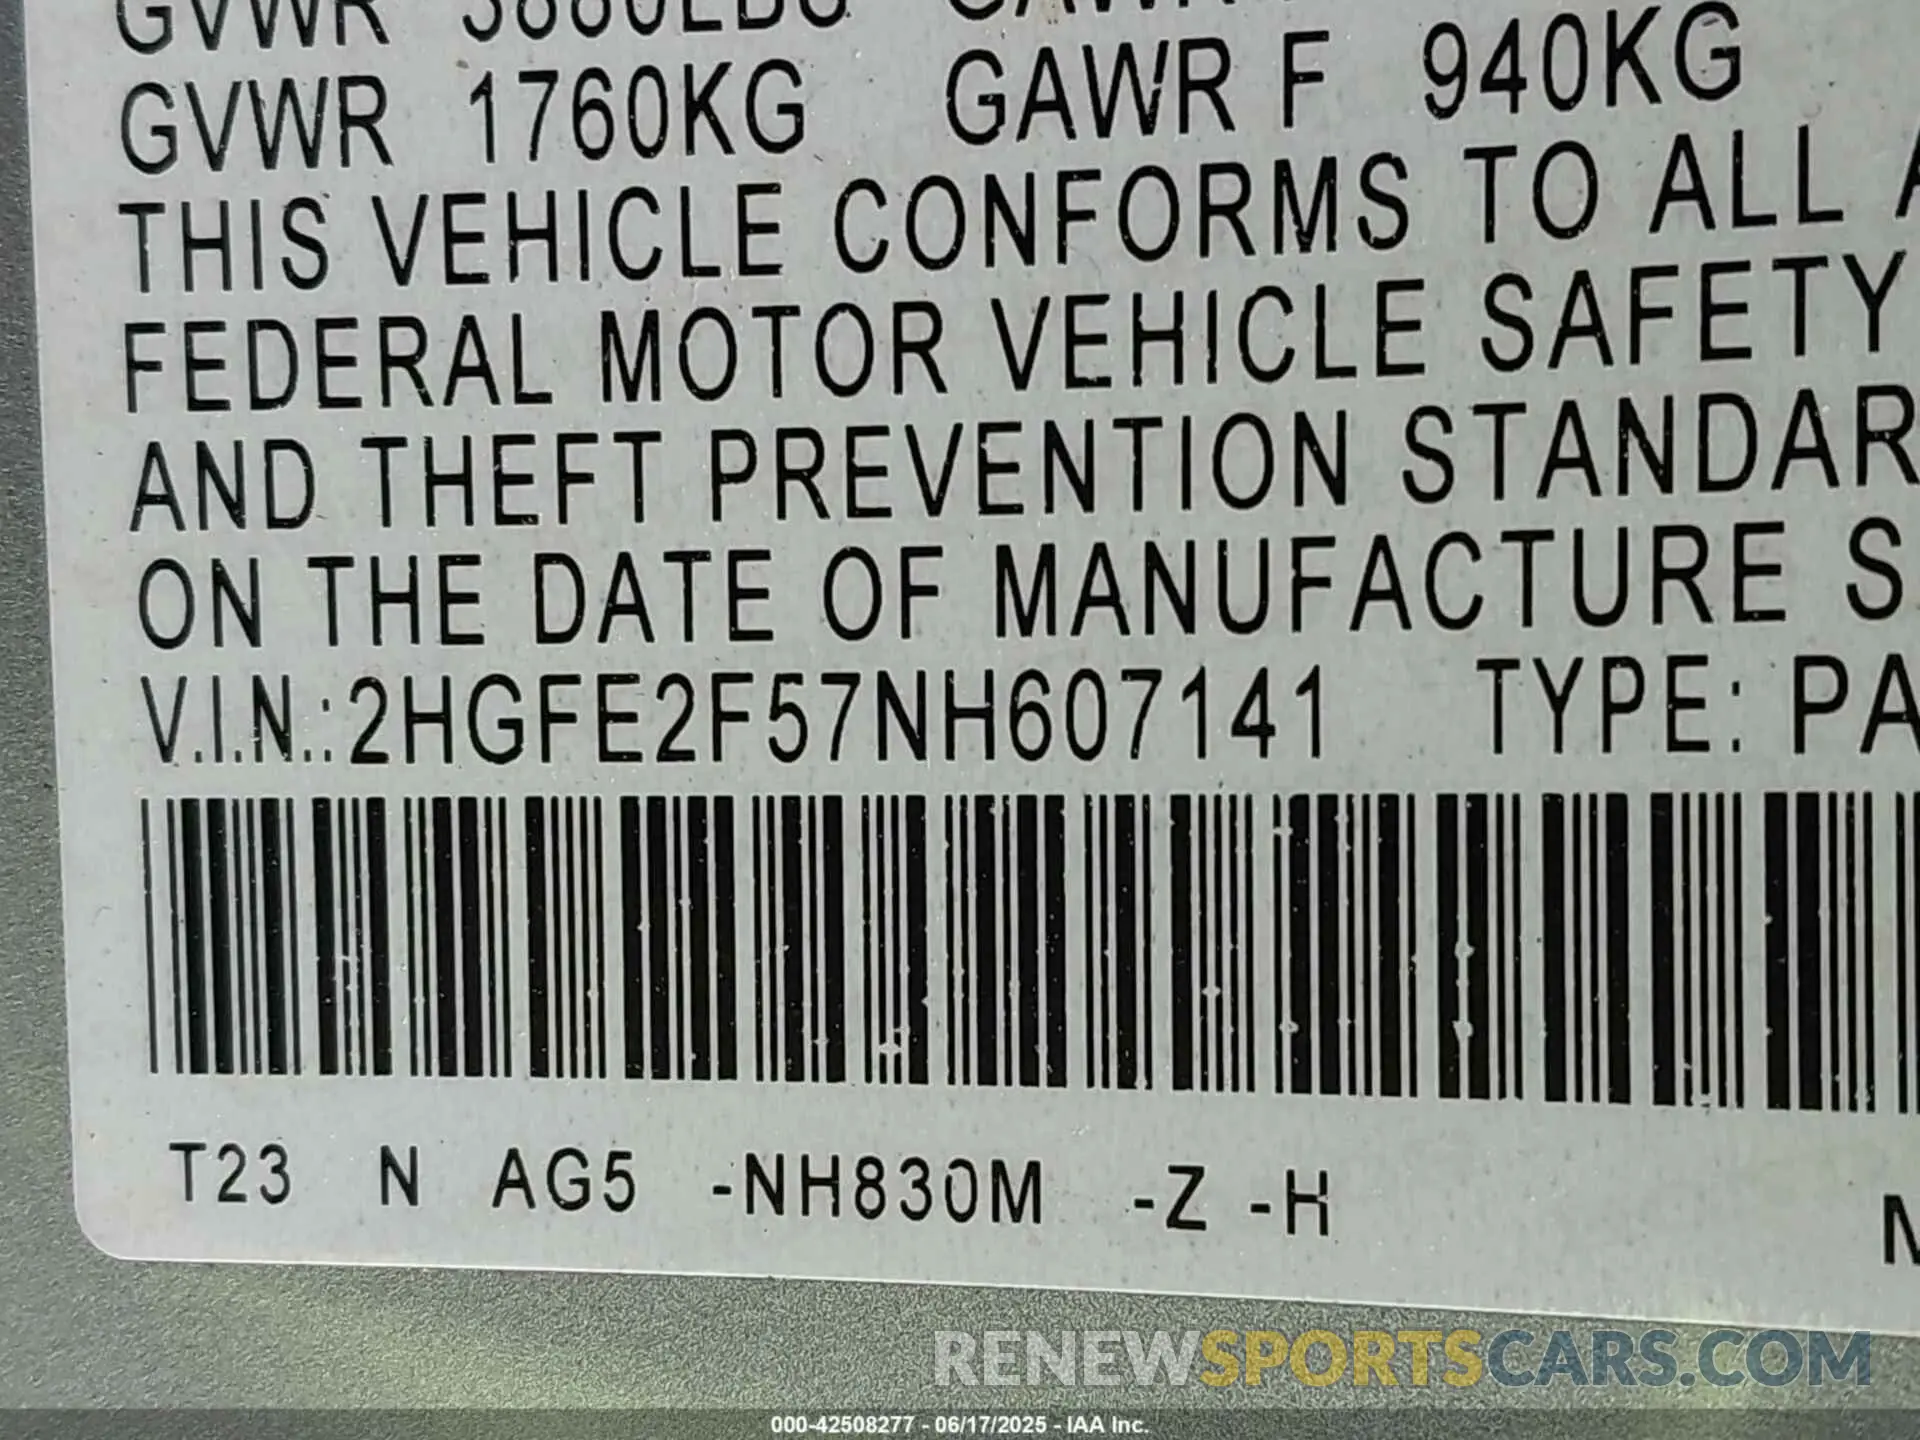 GVWR
GVWR 1760KG GAWR F 940KG
THIS VEHICLE CONFORMS TO ALL
FEDERAL MOTOR VEHICLE SAFETY
AND THEFT PREVENTION STANDAR
ON THE DATE OF MANUFACTURE S
V.I.N.:2HGFE2F57NH607141 TYPE: PA
T23 N AG5 -NH830M -Z -H
RENEWSPORTSCARS.COM
000-42508277 - 06/17/2025 - IAA Inc.